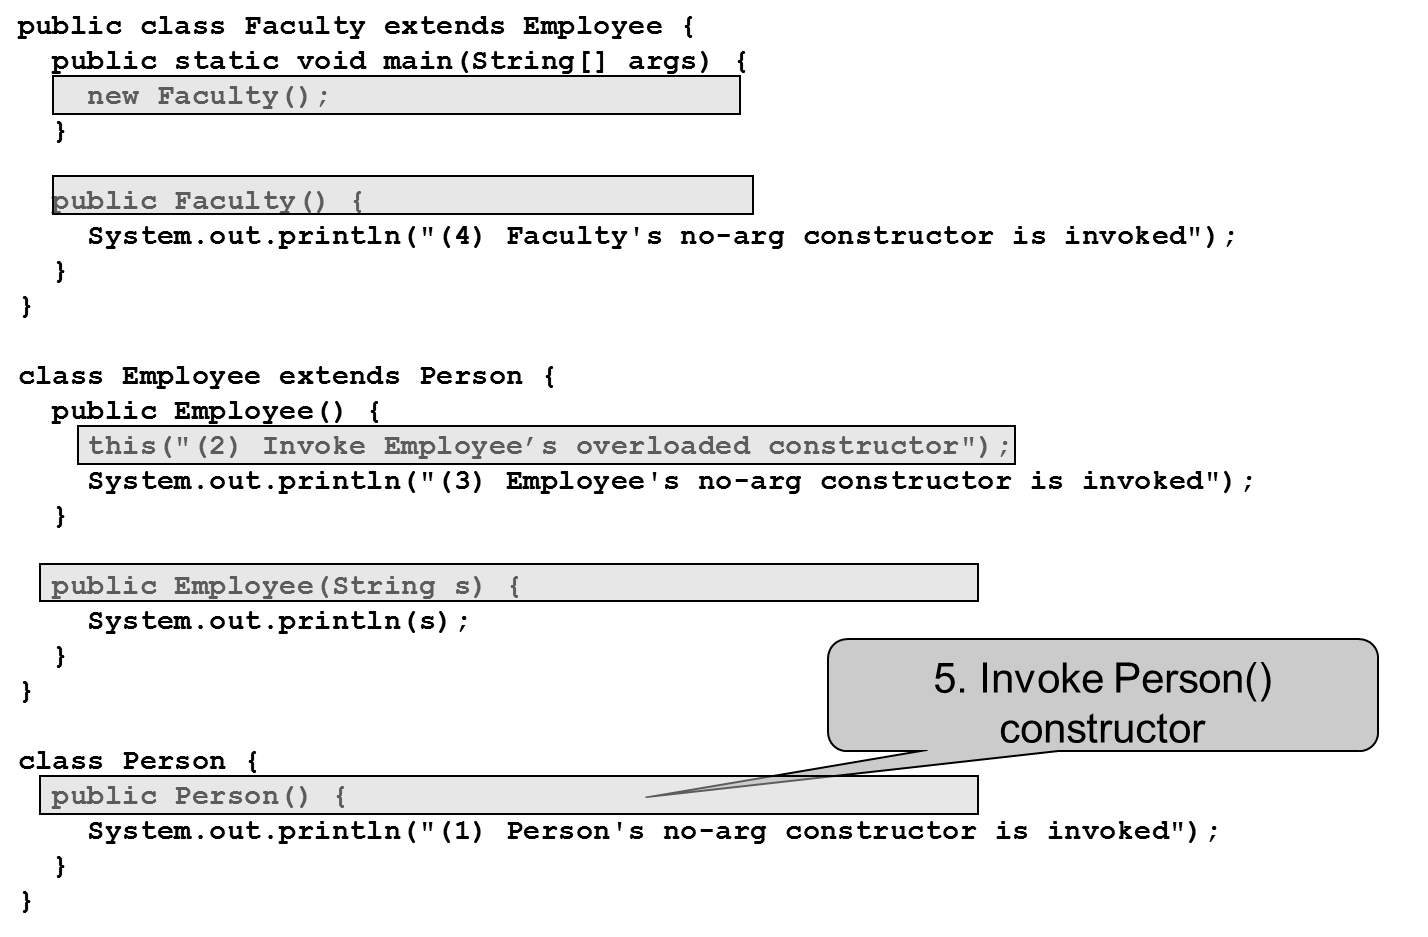 public class Faculty extends Employee {
  public static void main(String[] args) {
    new Faculty();
  }
  public Faculty() {
    System.out.println("(4) Faculty's no-arg constructor is invoked");
  }
}
class Employee extends Person {
  public Employee() {
    this("(2) Invoke Employee’s overloaded constructor");
    System.out.println("(3) Employee's no-arg constructor is invoked");
  }
  public Employee(String s) {
    System.out.println(s);
  }
}
5. Invoke Person()
constructor
class Person {
  public Person() {
    System.out.println("(1) Person's no-arg constructor is invoked");
  }
}